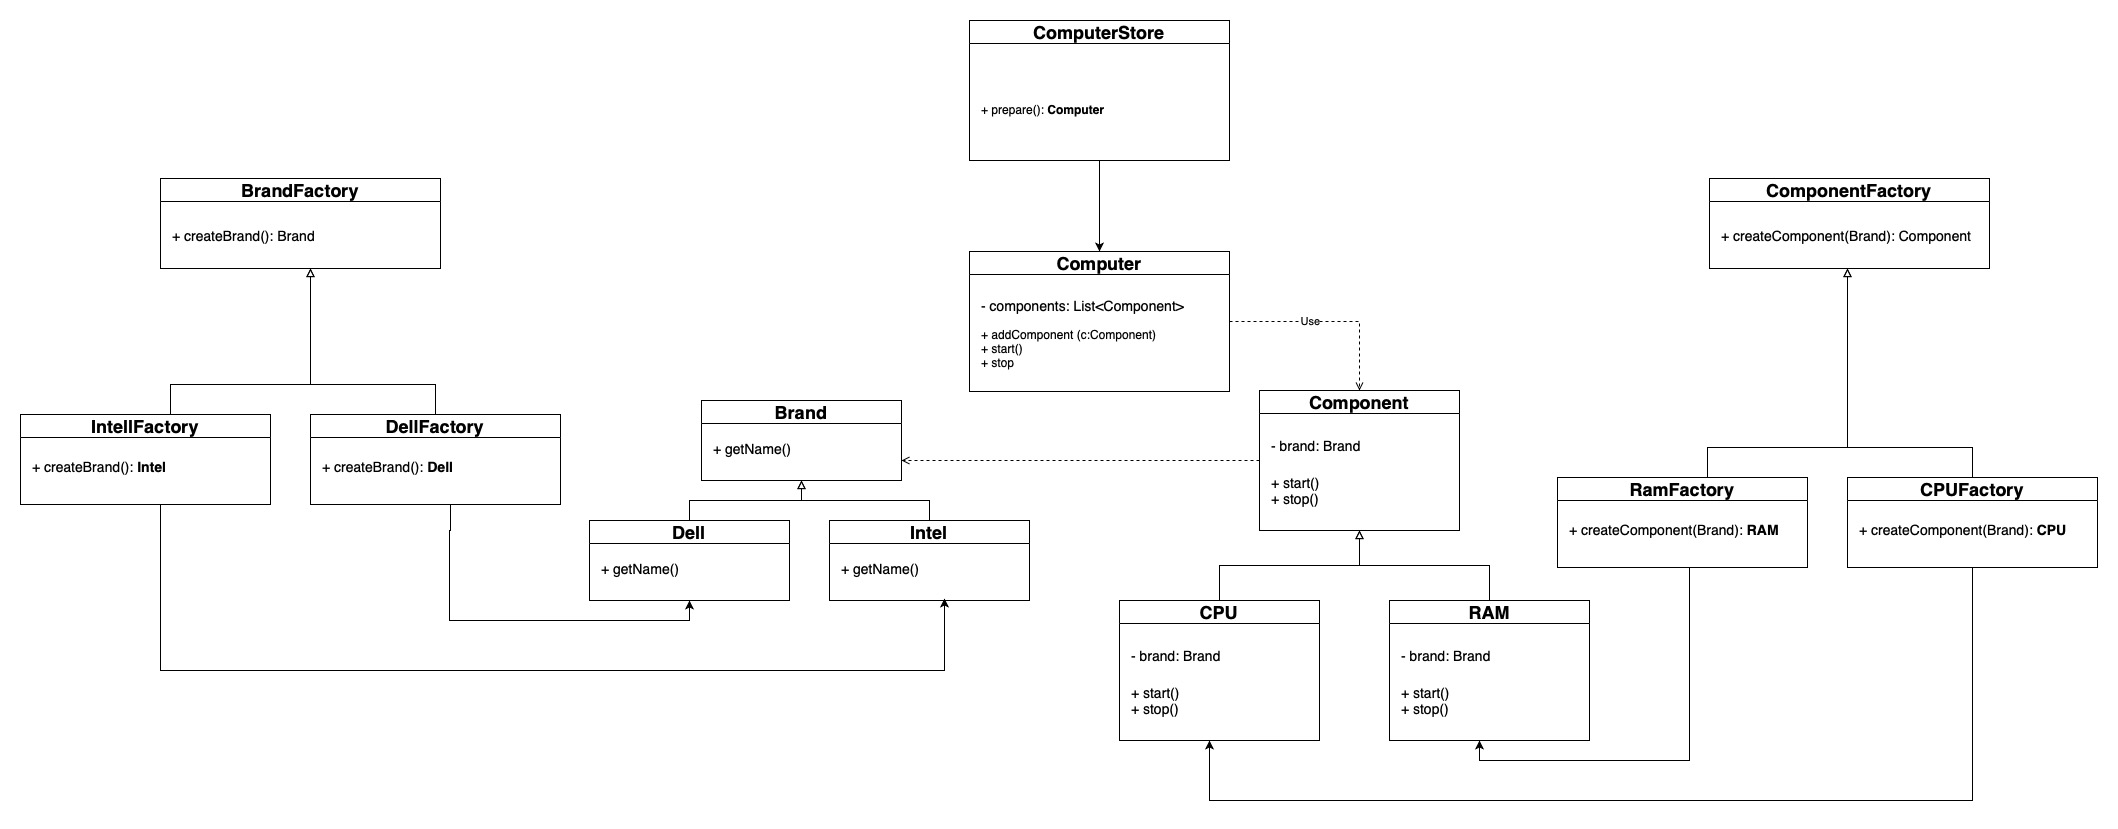 ComputerStore
+ prepare(): Computer
BrandFactory
+ createBrand(): Brand
ComponentFactory
+ createComponent(Brand): Component
Computer
- components: List<Component>
+ addComponent (c:Component)
+ start()
+ stop
Use
Brand
+ getName()
Component
- brand: Brand
+ start()
+ stop()
IntellFactory
+ createBrand(): Intel
DellFactory
+ createBrand(): Dell
RamFactory
+ createComponent(Brand): RAM
CPUFactory
+ createComponent(Brand): CPU
Dell
+ getName()
Intel
+ getName()
CPU
- brand: Brand
+ start()
+ stop()
RAM
- brand: Brand
+ start()
+ stop()